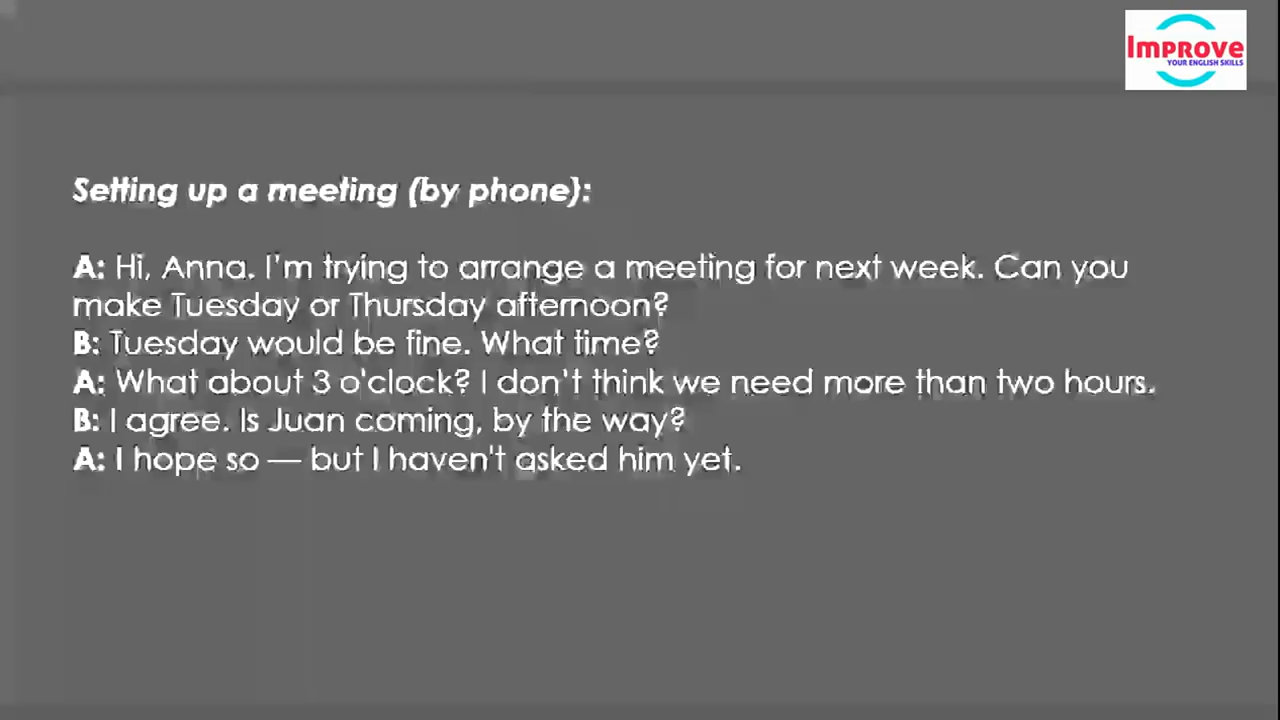 Improve
YOUR ENGLISH SKILLS
Setting up a meeting (by phone):
A: Hi, Anna. I'm trying to arrange a meeting for next week. Can you
make Tuesday or Thursday afternoon?
B: Tuesday would be fine. What time?
A: What about 3 o'clock? I don't think we need more than two hours.
B: I agree. Is Juan coming, by the way?
A: I hope so — but I haven't asked him yet.